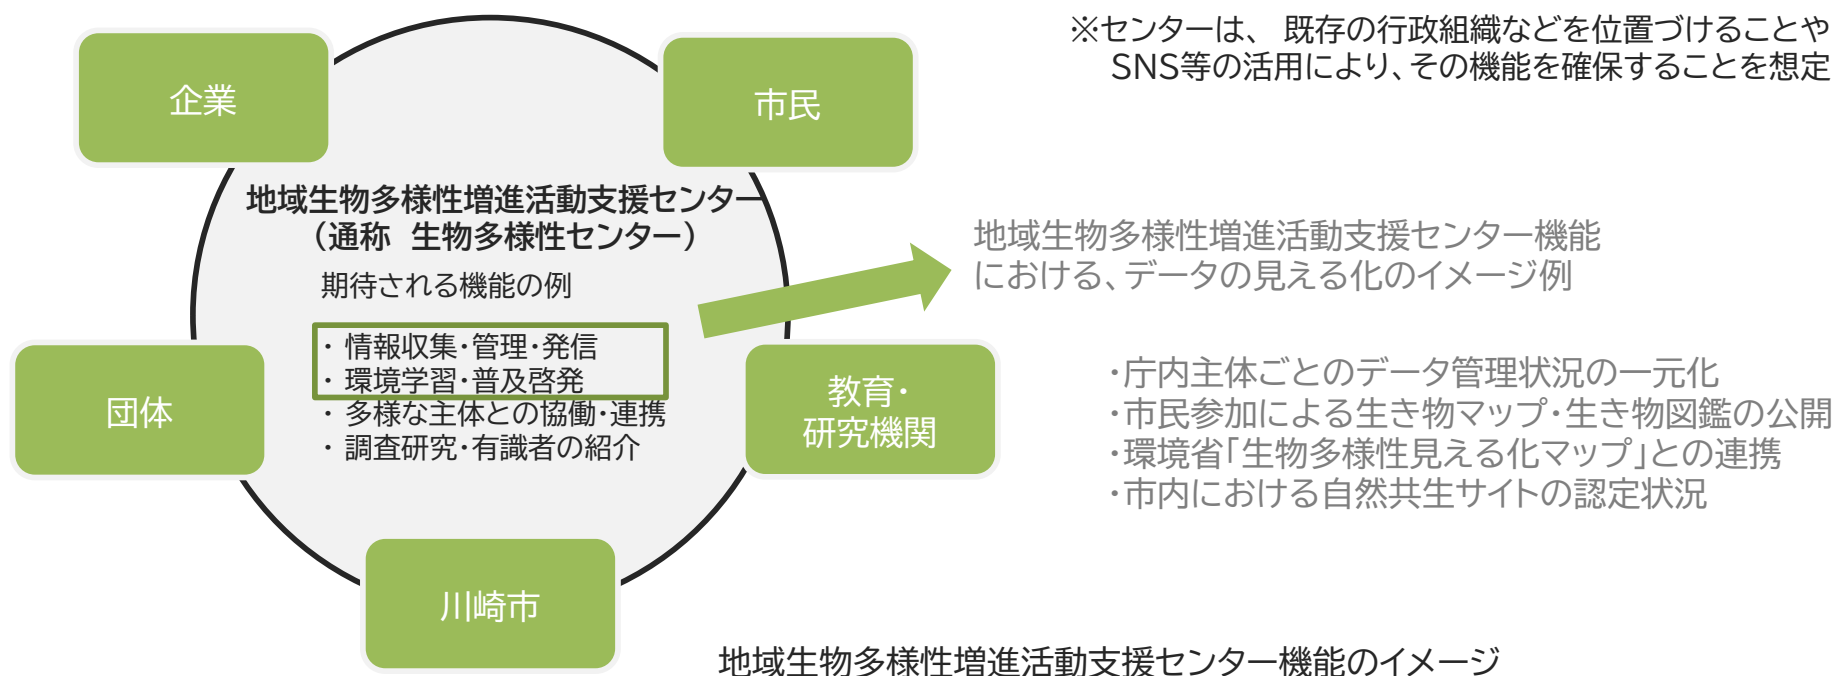 ※センターは、 既存の行政組織などを位置づけることや
SNS等の活用により、その機能を確保することを想定
企業
市民
地域生物多様性増進活動支援センター
（通称 生物多様性センター）
期待される機能の例
・ 情報収集・管理・発信
・ 環境学習・普及啓発
・ 多様な主体との協働・連携
・ 調査研究・有識者の紹介
団体
教育・
研究機関
川崎市
地域生物多様性増進活動支援センター機能
における、データの見える化のイメージ例
・庁内主体ごとのデータ管理状況の一元化
・市民参加による生き物マップ・生き物図鑑の公開
・環境省「生物多様性見える化マップ」との連携
・市内における自然共生サイトの認定状況
地域生物多様性増進活動支援センター機能のイメージ